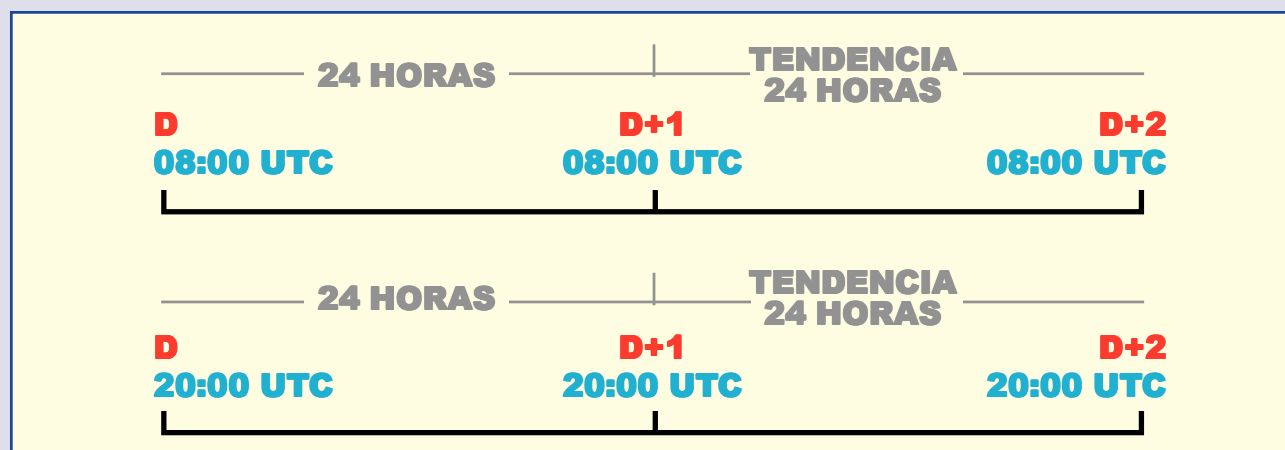 24 HORAS
TENDENCIA
24 HORAS
D
D+1
D+2
08:00 UTC
08:00 UTC
08:00 UTC
24 HORAS
TENDENCIA
24 HORAS
D
D+1
D+2
20:00 UTC
20:00 UTC
20:00 UTC